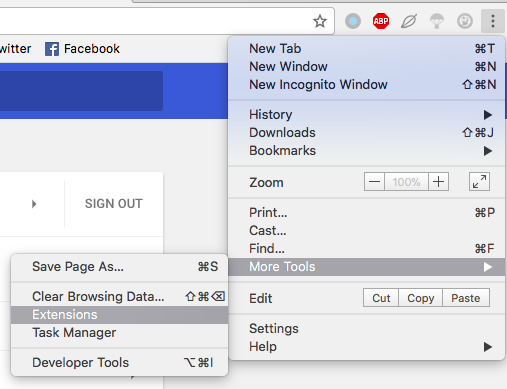 ABP
witter Facebook
New Tab ⌘T
New Window ⌘N
New Incognito Window ⇧⌘N
History ▶
Downloads ⇧⌘J
Bookmarks ▶
Zoom − 100% +
Print... ⌘P
Cast...
Find... ⌘F
More Tools ▶
Edit Cut Copy Paste
Settings
Help ▶
SIGN OUT
Save Page As... ⌘S
Clear Browsing Data... ⇧⌘⌫
Extensions
Task Manager
Developer Tools ⌥⌘I